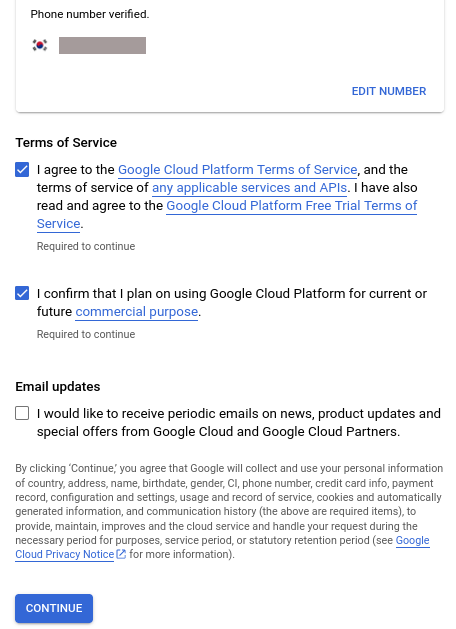 Phone number verified.
EDIT NUMBER
Terms of Service
I agree to the Google Cloud Platform Terms of Service, and the
terms of service of any applicable services and APIs. I have also
read and agree to the Google Cloud Platform Free Trial Terms of
Service.
Required to continue
I confirm that I plan on using Google Cloud Platform for current or
future commercial purpose.
Required to continue
Email updates
I would like to receive periodic emails on news, product updates and
special offers from Google Cloud and Google Cloud Partners.
By clicking 'Continue,' you agree that Google will collect and use your personal information
of country, address, name, birthdate, gender, CI, phone number, credit card info, payment
record, configuration and settings, usage and record of service, cookies and automatically
generated information, and communication history (the above are required items), to
provide, maintain, improves and the cloud service and handle your request during the
necessary period for purposes, service period, or statutory retention period (see Google
Cloud Privacy Notice for more information).
CONTINUE